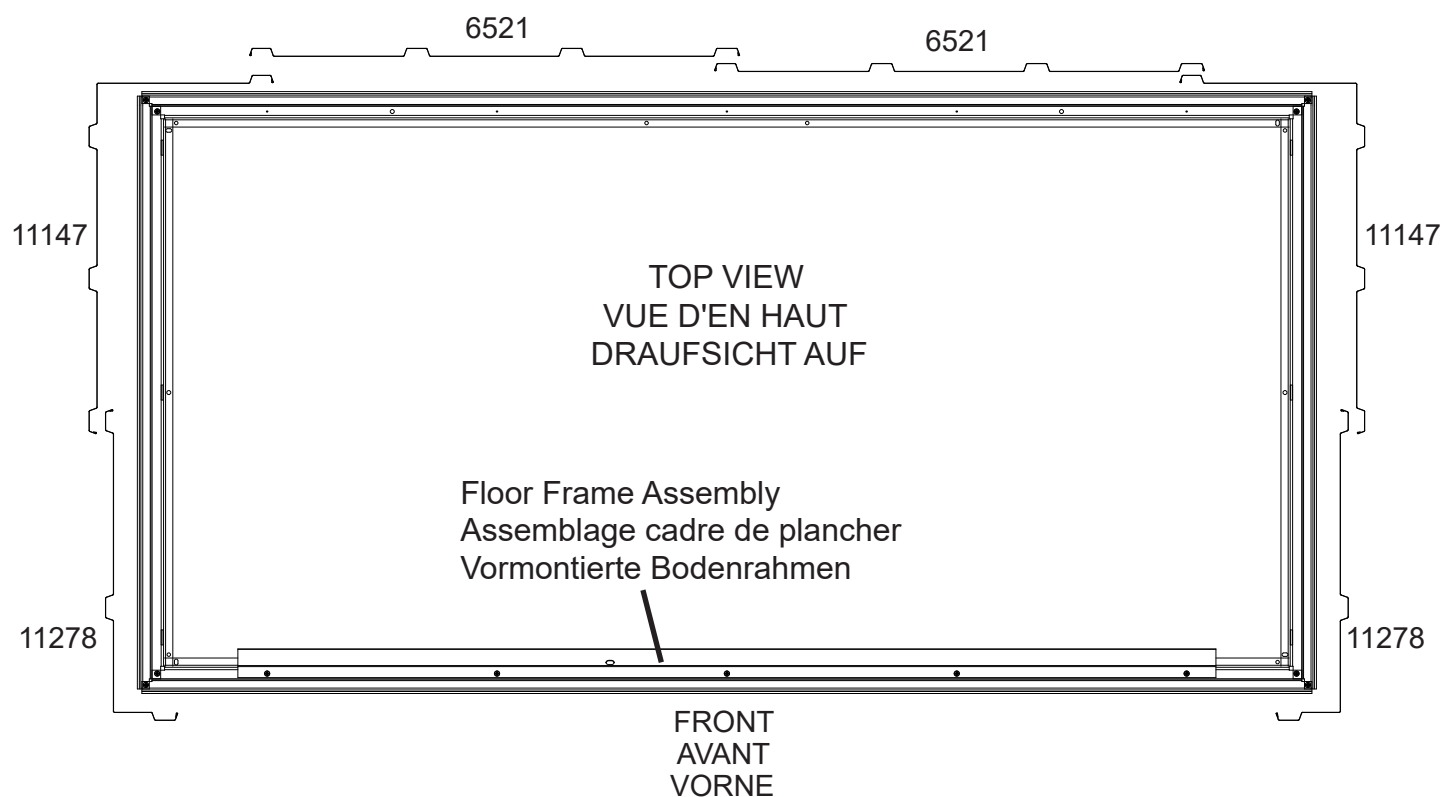 6521
6521
11147
11147
TOP VIEW
VUE D'EN HAUT
DRAUFSICHT AUF
Floor Frame Assembly
Assemblage cadre de plancher
Vormontierte Bodenrahmen
11278
11278
FRONT
AVANT
VORNE